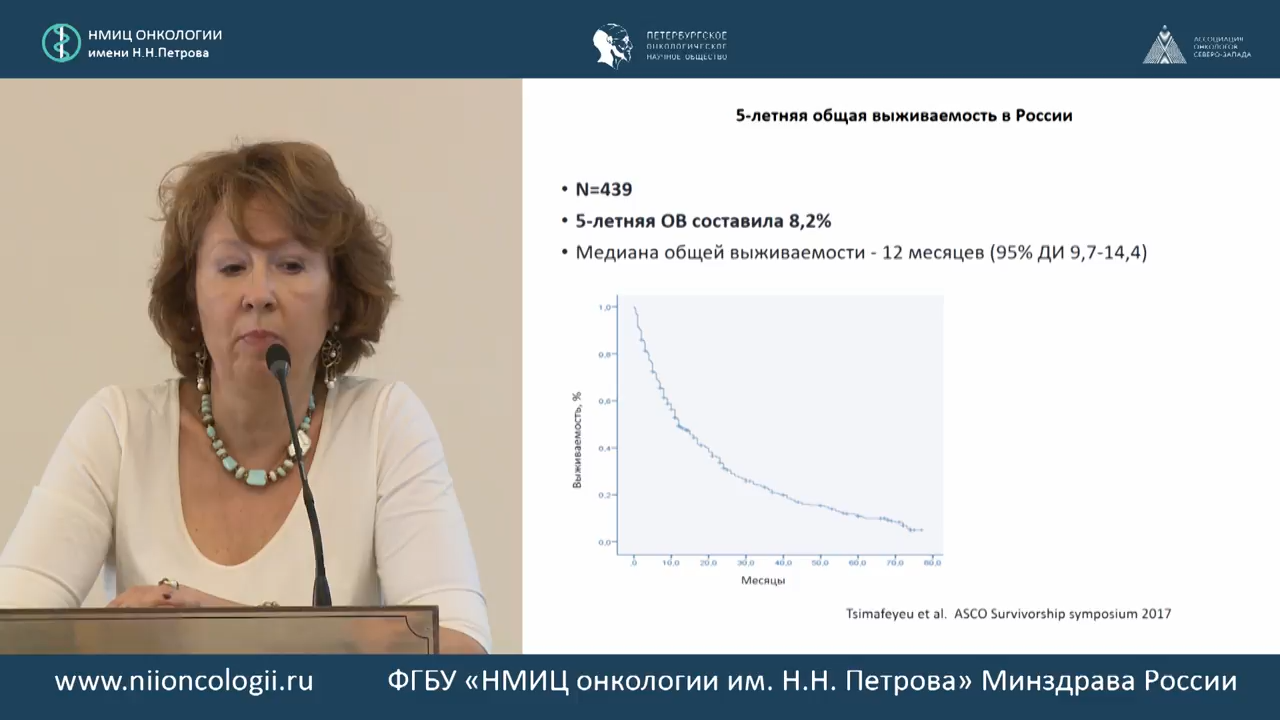 НМИЦ ОНКОЛОГИИ
имени Н.Н.Петрова
ПЕТЕРБУРГСКОЕ
ОНКОЛОГИЧЕСКОЕ
НАУЧНОЕ ОБЩЕСТВО
АССОЦИАЦИЯ
ОНКОЛОГОВ
СЕВЕРО-ЗАПАДА
5-летняя общая выживаемость в России
• N=439
• 5-летняя ОВ составила 8,2%
• Медиана общей выживаемости - 12 месяцев (95% ДИ 9,7-14,4)
Выживаемость, %
1,0
0,8
0,6
0,4
0,2
0,0
,0 10,0 20,0 30,0 40,0 50,0 60,0 70,0 80,0
Месяцы
Tsimafeyeu et al. ASCO Survivorship symposium 2017
www.niioncologii.ru
ФГБУ «НМИЦ онкологии им. Н.Н. Петрова» Минздрава России